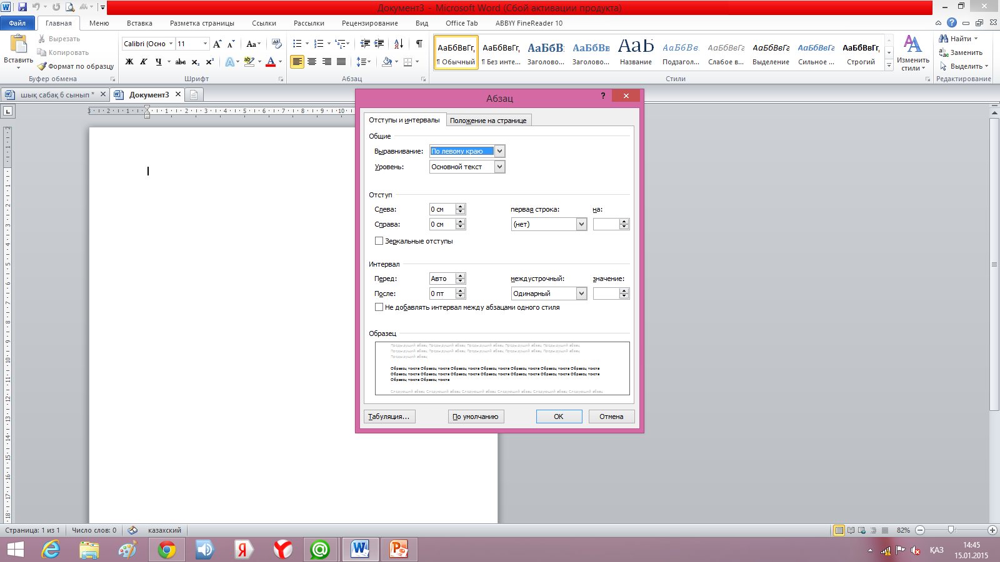 Документ3 - Microsoft Word (Сбой активации продукта)
Файл Главная Меню Вставка Разметка страницы Ссылки Рассылки Рецензирование Вид Office Tab ABBYY FineReader 10
Вставить
Вырезать
Копировать
Формат по образцу
Буфер обмена
Calibri (Осно 11
Ж К Ч abc x₂ x²
Шрифт
Абзац
АаБбВвГг, АаБбВвГг, АаБбВ АаБбВв АаБ АаБбВв АаБбВвГг АаБбВвГг АаБбВвГг АаБбВвГг,
¶ Обычный ¶ Без инте... Заголово... Заголово... Название Подзагол... Слабое в... Выделение Сильное ... Строгий
Стили
Изменить стили
Найти
Заменить
Выделить
Редактирование
шық сабақ 6 сынып * Документ3
Абзац
Отступы и интервалы Положение на странице
Общие
Выравнивание: По левому краю
Уровень: Основной текст
Отступ
Слева: 0 см первая строка: на:
Справа: 0 см (нет)
Зеркальные отступы
Интервал
Перед: Авто междустрочный: значение:
После: 0 пт Одинарный
Не добавлять интервал между абзацами одного стиля
Образец
Предыдущий абзац Предыдущий абзац Предыдущий абзац Предыдущий абзац Предыдущий абзац
Предыдущий абзац Предыдущий абзац Предыдущий абзац Предыдущий абзац Предыдущий абзац
Предыдущий абзац
Образец текста Образец текста Образец текста Образец текста Образец текста Образец текста Образец текста
Образец текста Образец текста Образец текста Образец текста Образец текста Образец текста Образец текста
Образец текста Образец текста
Следующий абзац Следующий абзац Следующий абзац Следующий абзац Следующий абзац Следующий абзац
Табуляция... По умолчанию ОК Отмена
Страница: 1 из 1 Число слов: 0 казахский 82%
ҚАЗ 14:45
15.01.2015